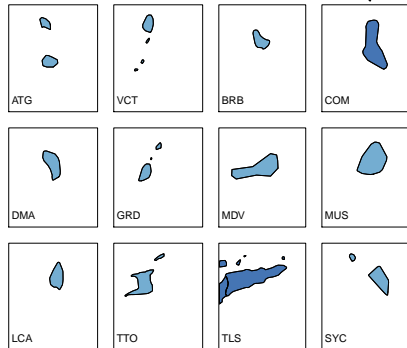 ATG VCT BRB COM
DMA GRD MDV MUS
LCA TTO TLS SYC